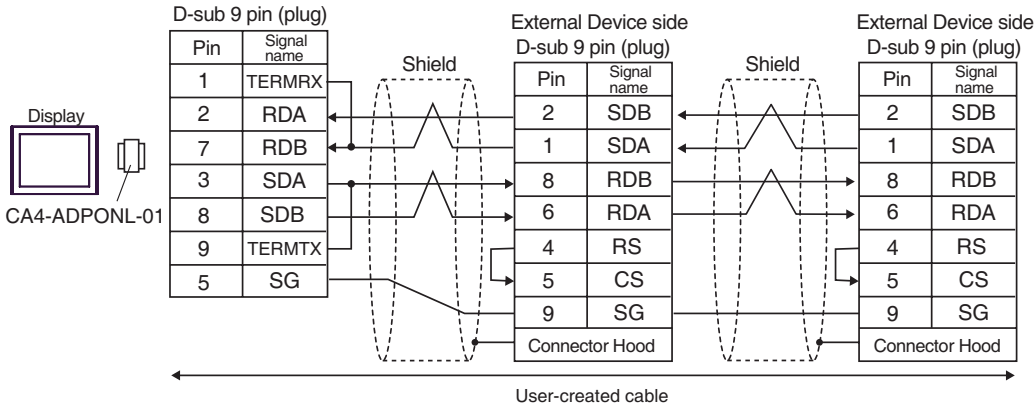 D-sub 9 pin (plug)
Pin Signal name
1 TERMRX
2 RDA
7 RDB
3 SDA
8 SDB
9 TERMTX
5 SG
Display
CA4-ADPONL-01
Shield
External Device side
D-sub 9 pin (plug)
Pin Signal name
2 SDB
1 SDA
8 RDB
6 RDA
4 RS
5 CS
9 SG
Connector Hood
Shield
External Device side
D-sub 9 pin (plug)
Pin Signal name
2 SDB
1 SDA
8 RDB
6 RDA
4 RS
5 CS
9 SG
Connector Hood
User-created cable